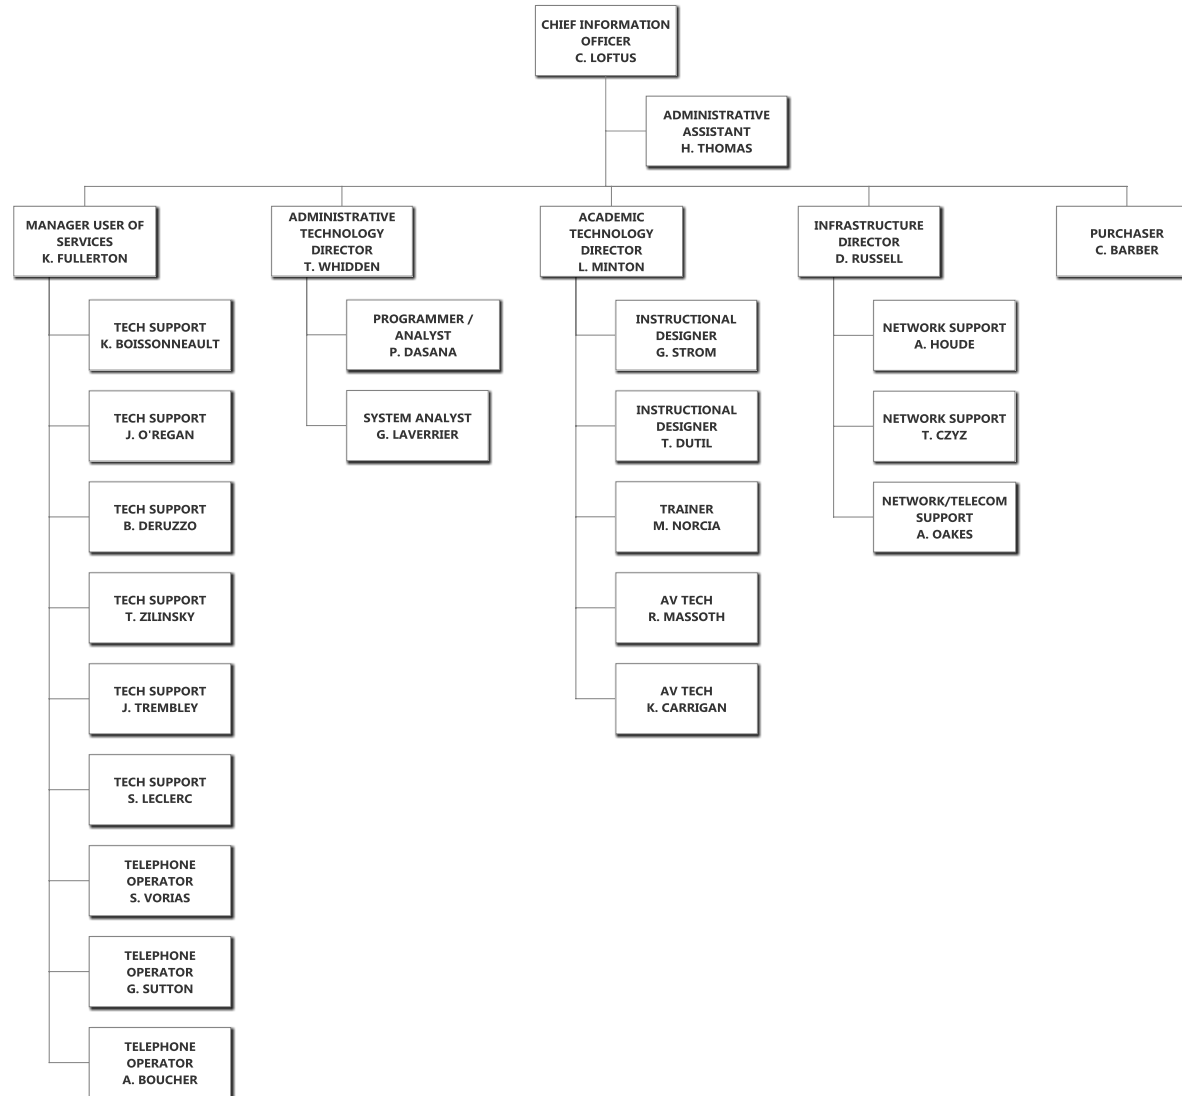 CHIEF INFORMATION
OFFICER
C. LOFTUS
ADMINISTRATIVE
ASSISTANT
H. THOMAS
MANAGER USER OF
SERVICES
K. FULLERTON
ADMINISTRATIVE
TECHNOLOGY
DIRECTOR
T. WHIDDEN
ACADEMIC
TECHNOLOGY
DIRECTOR
L. MINTON
INFRASTRUCTURE
DIRECTOR
D. RUSSELL
PURCHASER
C. BARBER
TECH SUPPORT
K. BOISSONNEAULT
TECH SUPPORT
J. O'REGAN
TECH SUPPORT
B. DERUZZO
TECH SUPPORT
T. ZILINSKY
TECH SUPPORT
J. TREMBLEY
TECH SUPPORT
S. LECLERC
TELEPHONE
OPERATOR
S. VORIAS
TELEPHONE
OPERATOR
G. SUTTON
TELEPHONE
OPERATOR
A. BOUCHER
PROGRAMMER /
ANALYST
P. DASANA
SYSTEM ANALYST
G. LAVERRIER
INSTRUCTIONAL
DESIGNER
G. STROM
INSTRUCTIONAL
DESIGNER
T. DUTIL
TRAINER
M. NORCIA
AV TECH
R. MASSOTH
AV TECH
K. CARRIGAN
NETWORK SUPPORT
A. HOUDE
NETWORK SUPPORT
T. CZYZ
NETWORK/TELECOM
SUPPORT
A. OAKES